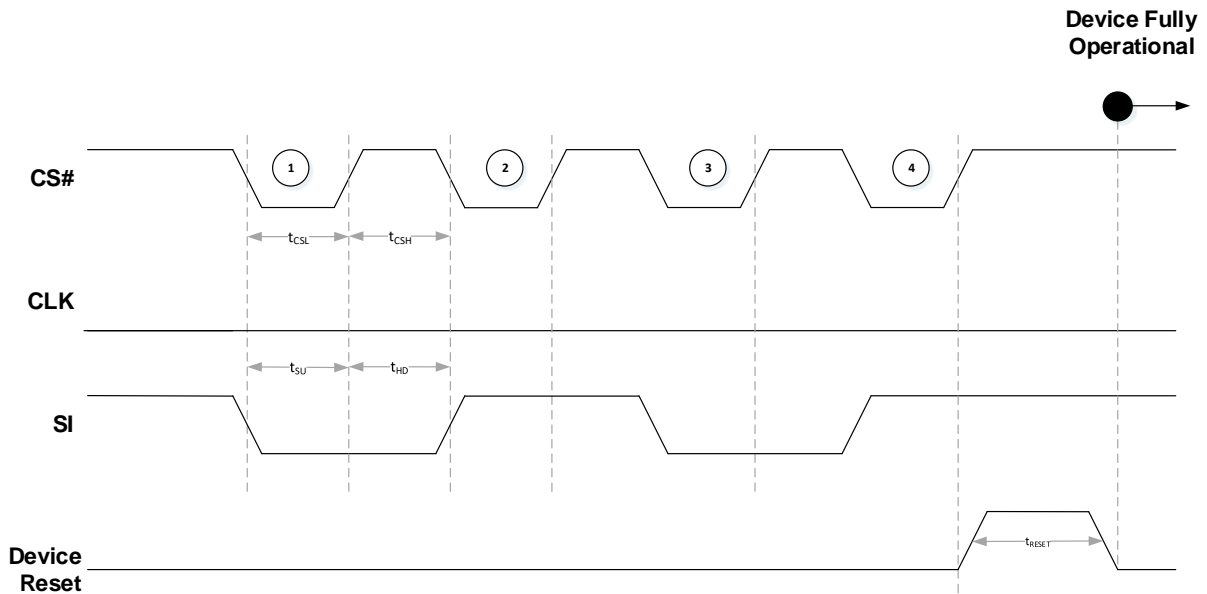 Device Fully
Operational
CS#
1
2
3
4
tCSL
tCSH
CLK
tSU
tHD
SI
Device
Reset
tRESET